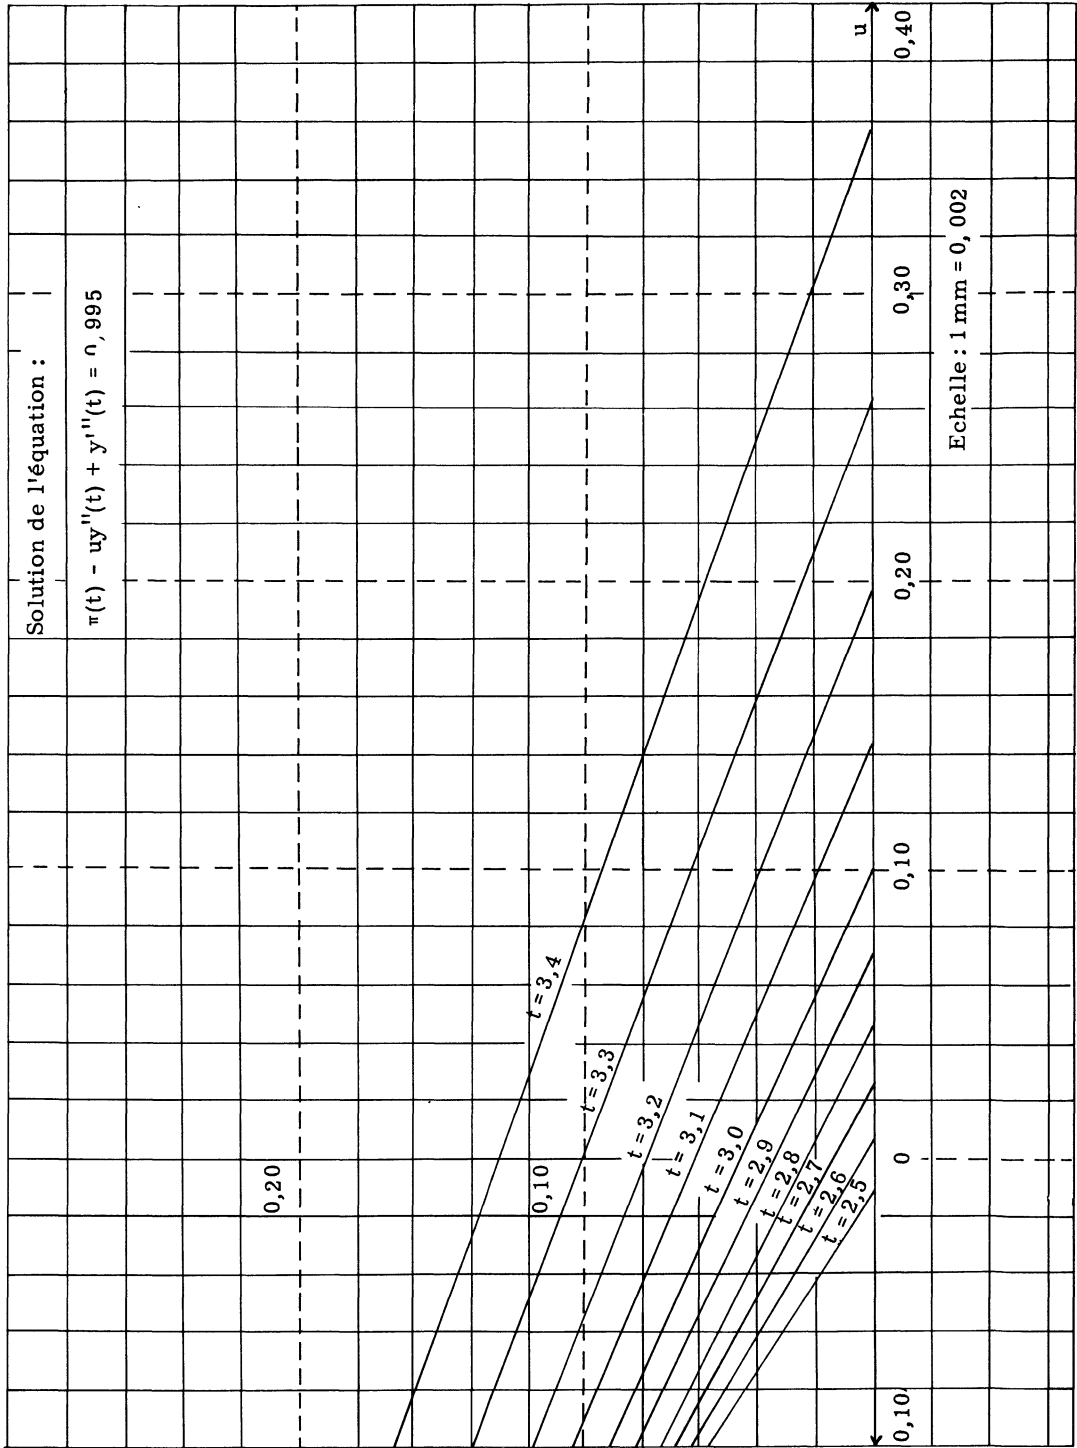 Solution de l'équation :
π(t) - uy''(t) + y'''(t) = 0,995
0,20
0,10
t = 3,4
t = 3,3
t = 3,2
t = 3,1
t = 3,0
t = 2,9
t = 2,8
t = 2,7
t = 2,6
t = 2,5
0,10
0
0,10
0,20
0,30
0,40
u
Echelle : 1 mm = 0,002